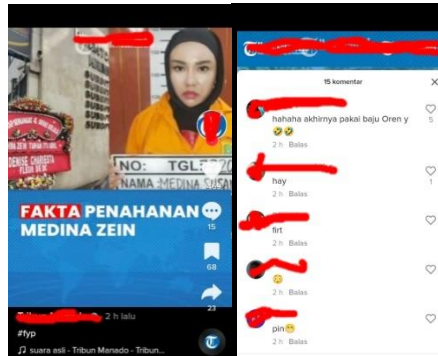 DENISE CHARIESTA
NO: TGL:
NAMA :MEDINA
FAKTA PENAHANAN
MEDINA ZEIN
15
68
23
2 h lalu
#fyp
suara asli - Tribun Manado - Tribun...
15 komentar
hahaha akhirnya pakai baju Oren y
🤣🤣
5
2 h Balas
hay
1
2 h Balas
firt
2 h Balas
😳
2 h Balas
pin😁
2 h Balas